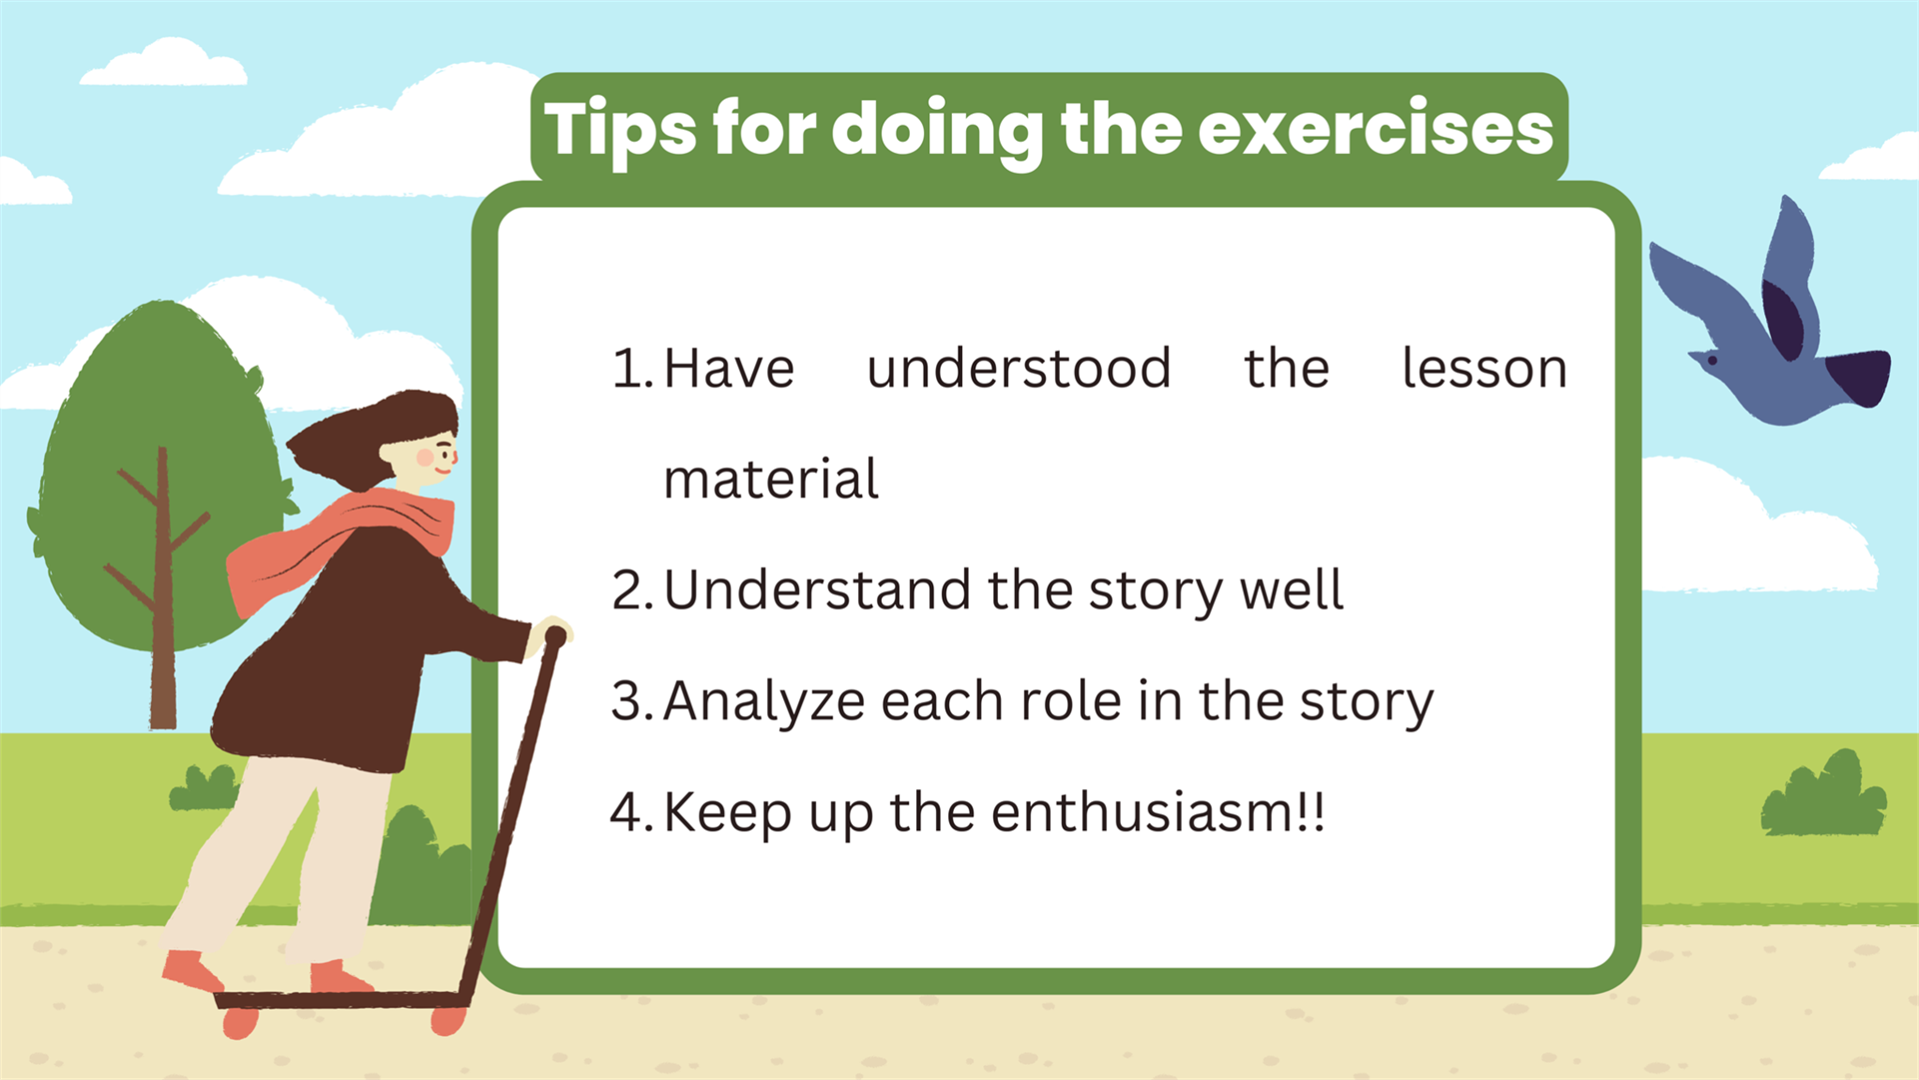 Tips for doing the exercises
1. Have understood the lesson
material
2. Understand the story well
3. Analyze each role in the story
4. Keep up the enthusiasm!!